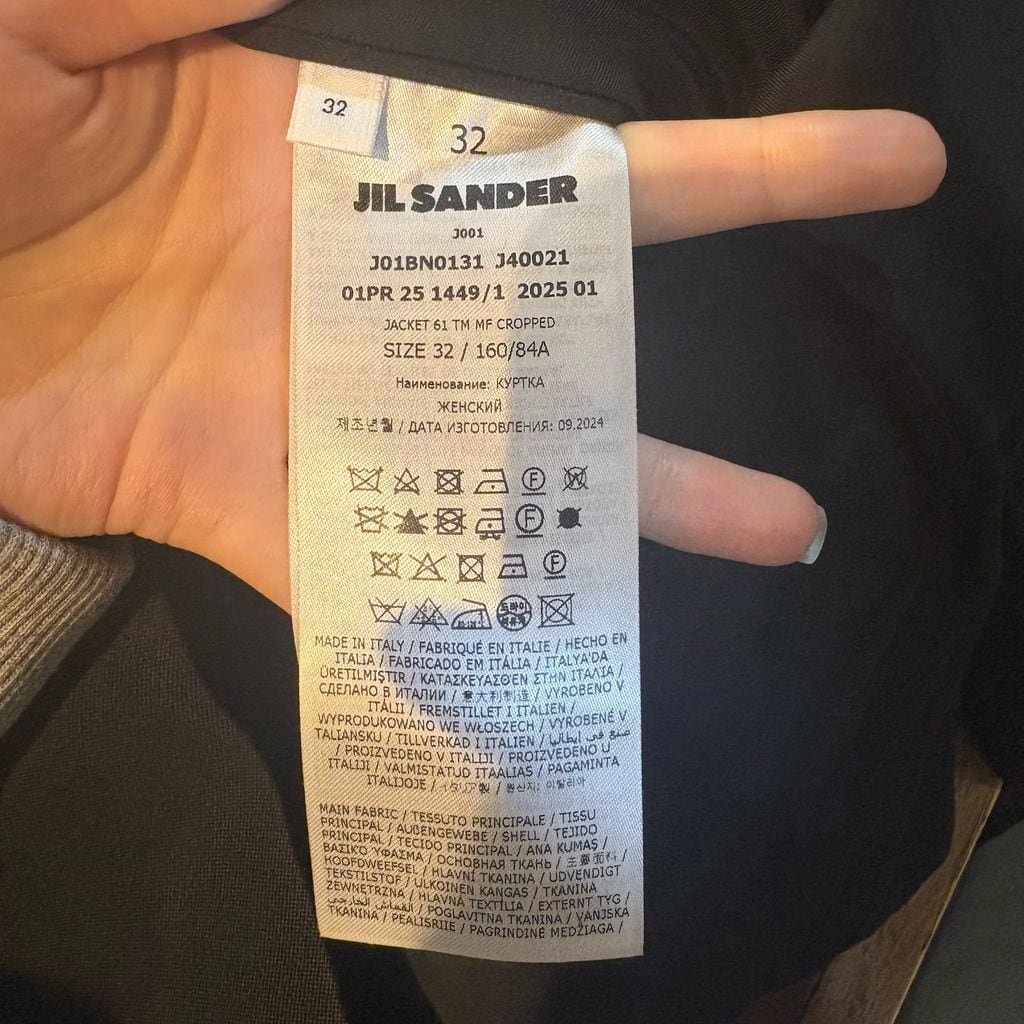 32
32
JIL SANDER
J001
J01BN0131 J40021
01PR 25 1449/1 2025 01
JACKET 61 TM MF CROPPED
SIZE 32 / 160/84A
Наименование: КУРТКА
ЖЕНСКИЙ
제조년월 / ДАТА ИЗГОТОВЛЕНИЯ: 09.2024
F W
F
F
드라이
MADE IN ITALY / FABRIQUÉ EN ITALIE / HECHO EN
ITALIA / FABRICADO EM ITÁLIA / ITALYA'DA
ÜRETILMIŞTIR / ΚΑΤΑΣΚΕΥΑΣΘΕΝ ΣΤΗΝ ΙΤΑΛΙΑ /
СДЕЛАНО В ИТАЛИИ / 意大利制造 / VYROBENO V
ITÁLII / FREMSTILLET I ITALIEN /
WYPRODUKOWANO WE WŁOSZECH / VYROBENÉ V
TALIANSKU / TILLVERKAD I ITALIEN / صنع في إيطاليا
/ PROIZVEDENO V ITALIJI / PROIZVEDENO U
ITALIJI / VALMISTATUD ITAALIAS / PAGAMINTA
ITALIJOJE / イタリア製 / 원산지: 이탈리아
MAIN FABRIC / TESSUTO PRINCIPALE / TISSU
PRINCIPAL / AUßENGEWEBE / SHELL / TEJIDO
PRINCIPAL / TECIDO PRINCIPAL / ANA KUMAŞ /
ΒΑΣΙΚΟ ΥΦΑΣΜΑ / ОСНОВНАЯ ТКАНЬ / 主要面料 /
HOOFDWEEFSEL / HLAVNÍ TKANINA / UDVENDIGT
TEKSTILSTOF / ULKOINEN KANGAS / TKANINA
ZEWNĘTRZNA / HLAVNÁ TEXTÍLIA / EXTERNT TYG /
القماش الخارجي / POGLAVITNA TKANINA / VANJSKA
TKANINA / PEALISRIIE / PAGRINDINĖ MEDŽIAGA /